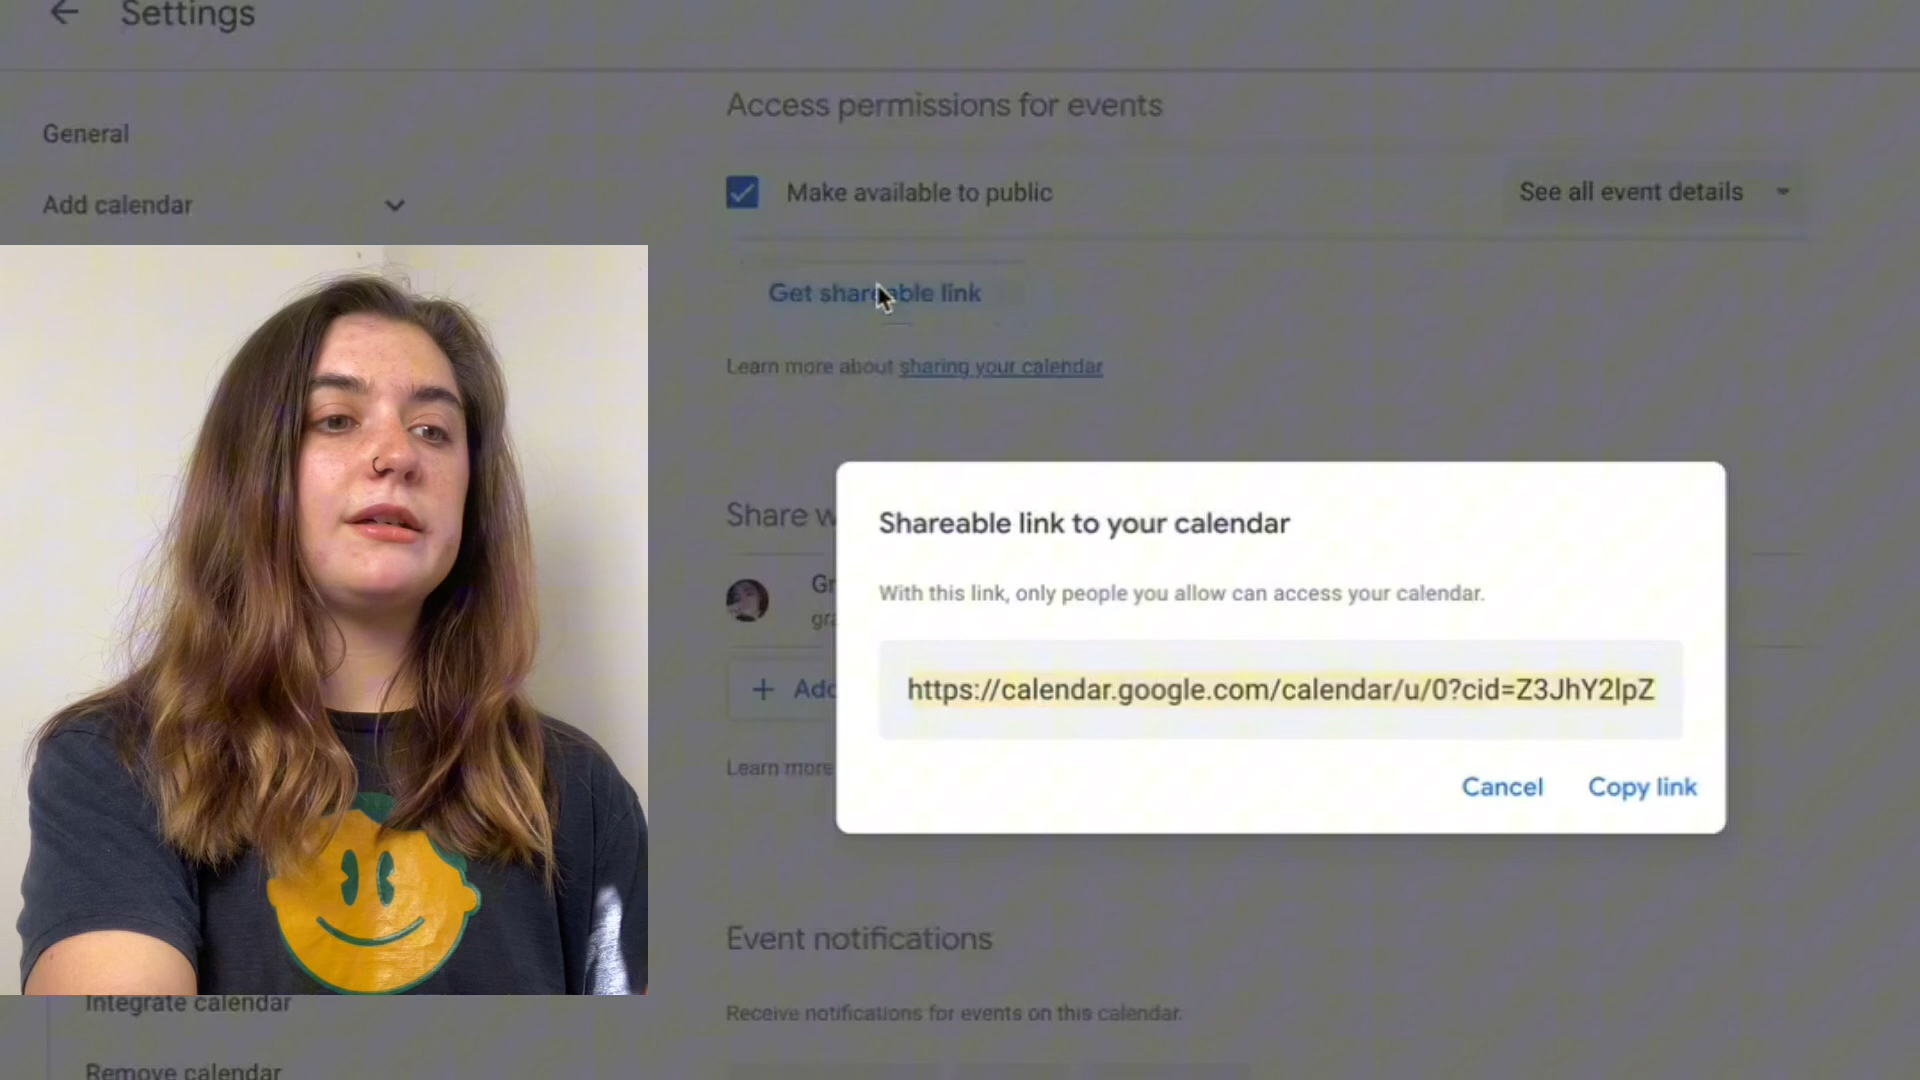 Settings
General
Add calendar
Access permissions for events
Make available to public
See all event details
Get shareable link
Learn more about sharing your calendar
Share w
Gr
gra
+ Add
Learn more
Shareable link to your calendar
With this link, only people you allow can access your calendar.
https://calendar.google.com/calendar/u/0?cid=Z3JhY2lpZ
Cancel
Copy link
Event notifications
Receive notifications for events on this calendar.
Integrate calendar
Remove calendar